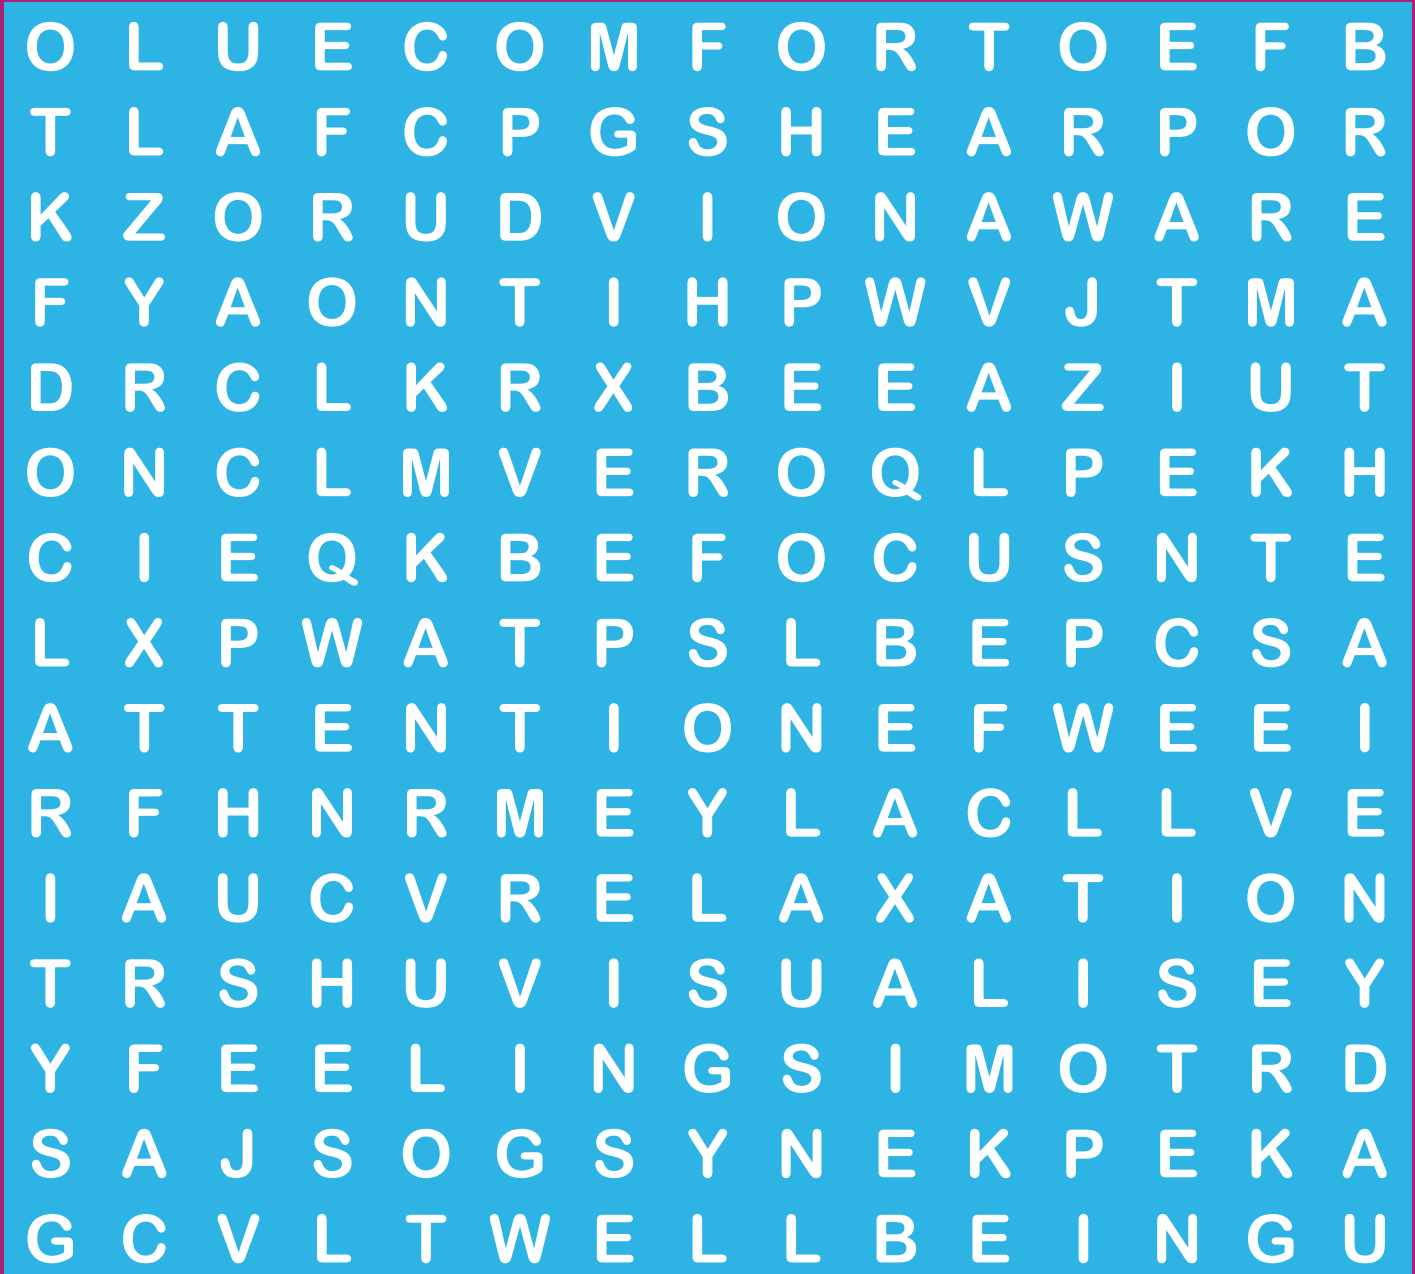 O L U E C O M F O R T O E F B
T L A F C P G S H E A R P O R
K Z O R U D V I O N A W A R E
F Y A O N T I H P W V J T M A
D R C L K R X B E E A Z I U T
O N C L M V E R O Q L P E K H
C I E Q K B E F O C U S N T E
L X P W A T P S L B E P C S A
A T T E N T I O N E F W E E I
R F H N R M E Y L A C L L V E
I A U C V R E L A X A T I O N
T R S H U V I S U A L I S E Y
Y F E E L I N G S I M O T R D
S A J S O G S Y N E K P E K A
G C V L T W E L L B E I N G U